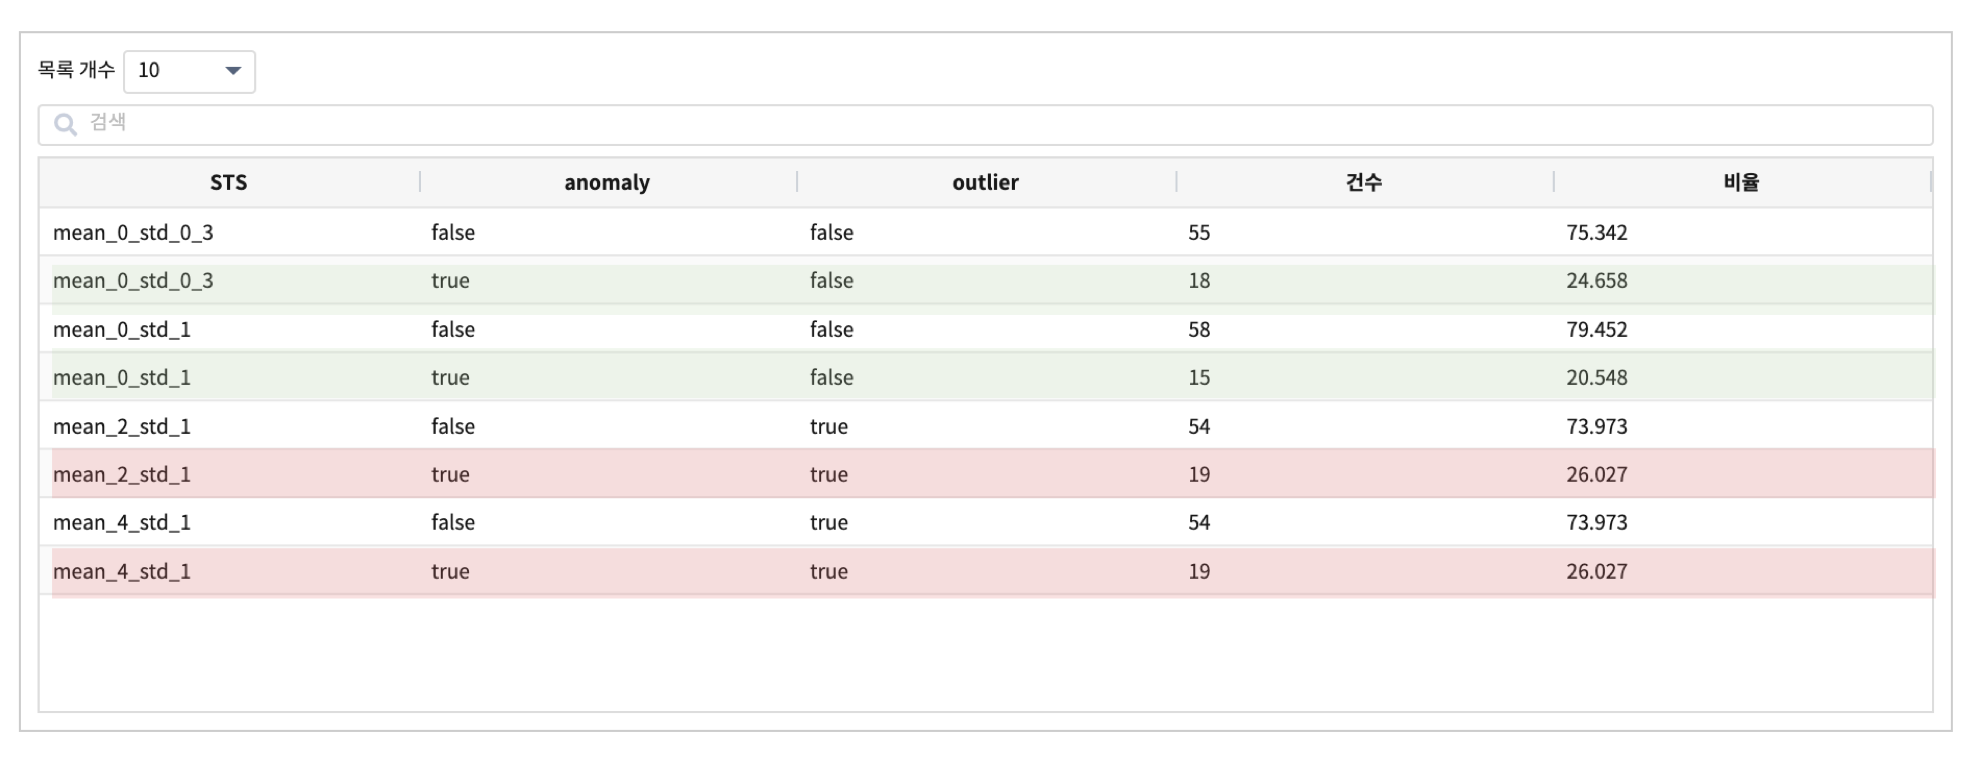 목록 개수 10
검색
STS anomaly outlier 건수 비율
mean_0_std_0_3 false false 55 75.342
mean_0_std_0_3 true false 18 24.658
mean_0_std_1 false false 58 79.452
mean_0_std_1 true false 15 20.548
mean_2_std_1 false true 54 73.973
mean_2_std_1 true true 19 26.027
mean_4_std_1 false true 54 73.973
mean_4_std_1 true true 19 26.027